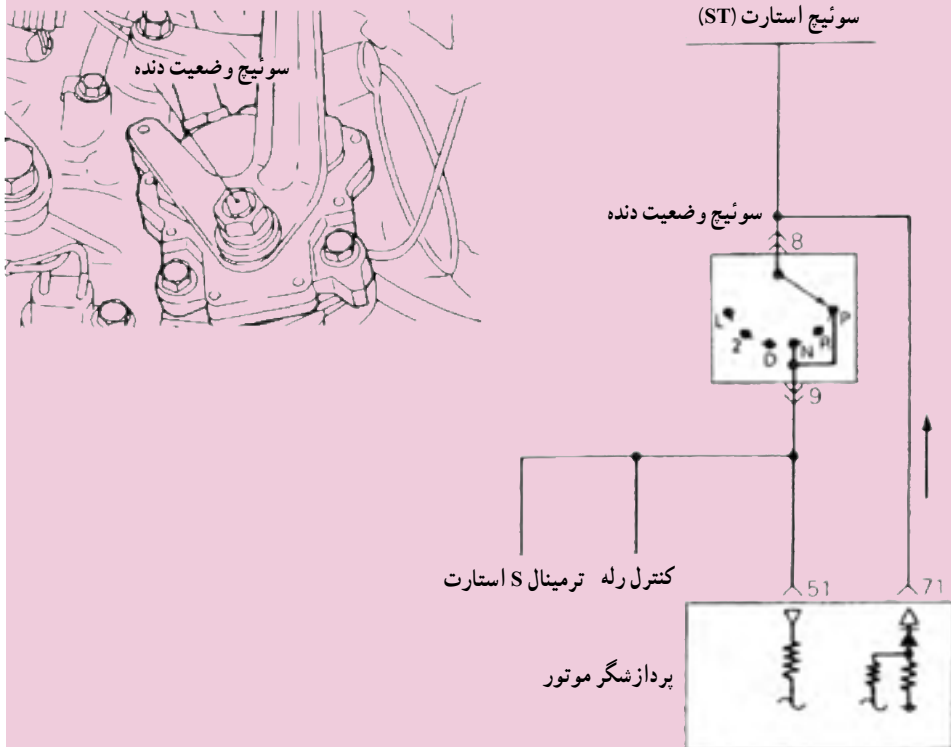 سوئیچ استارت (ST)
سوئیچ وضعیت دنده
سوئیچ وضعیت دنده
8
L
2
D
N
R
P
9
ترمینال S استارت
کنترل رله
51
71
پردازشگر موتور